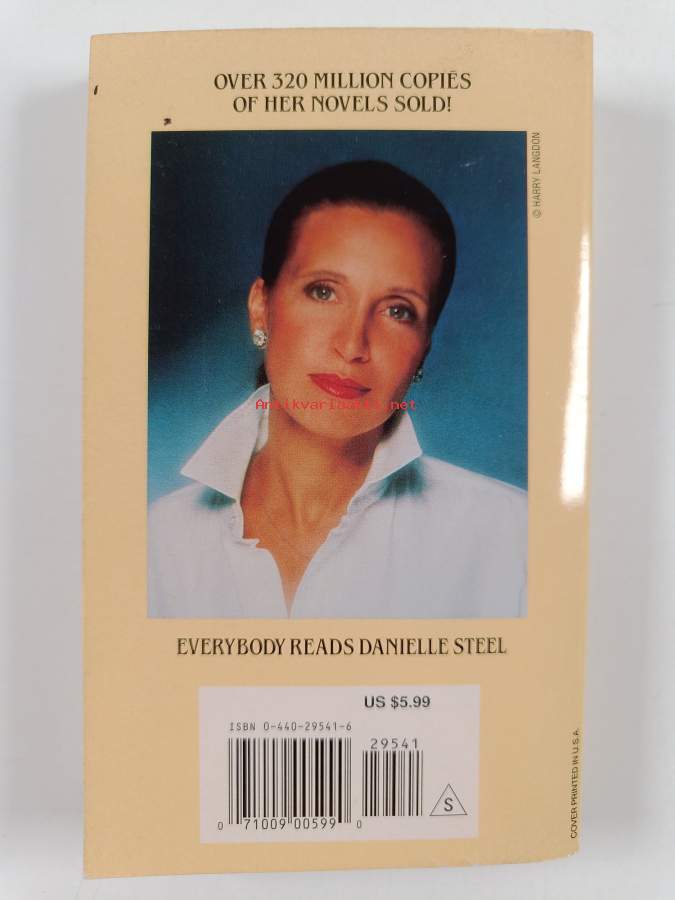 OVER 320 MILLION COPIES
OF HER NOVELS SOLD!
© HARRY LANGDON
Antikvariaatti.net
EVERYBODY READS DANIELLE STEEL
US $5.99
ISBN 0-440-29541-6
29541
S
0 71009 00599 0
COVER PRINTED IN U.S.A.